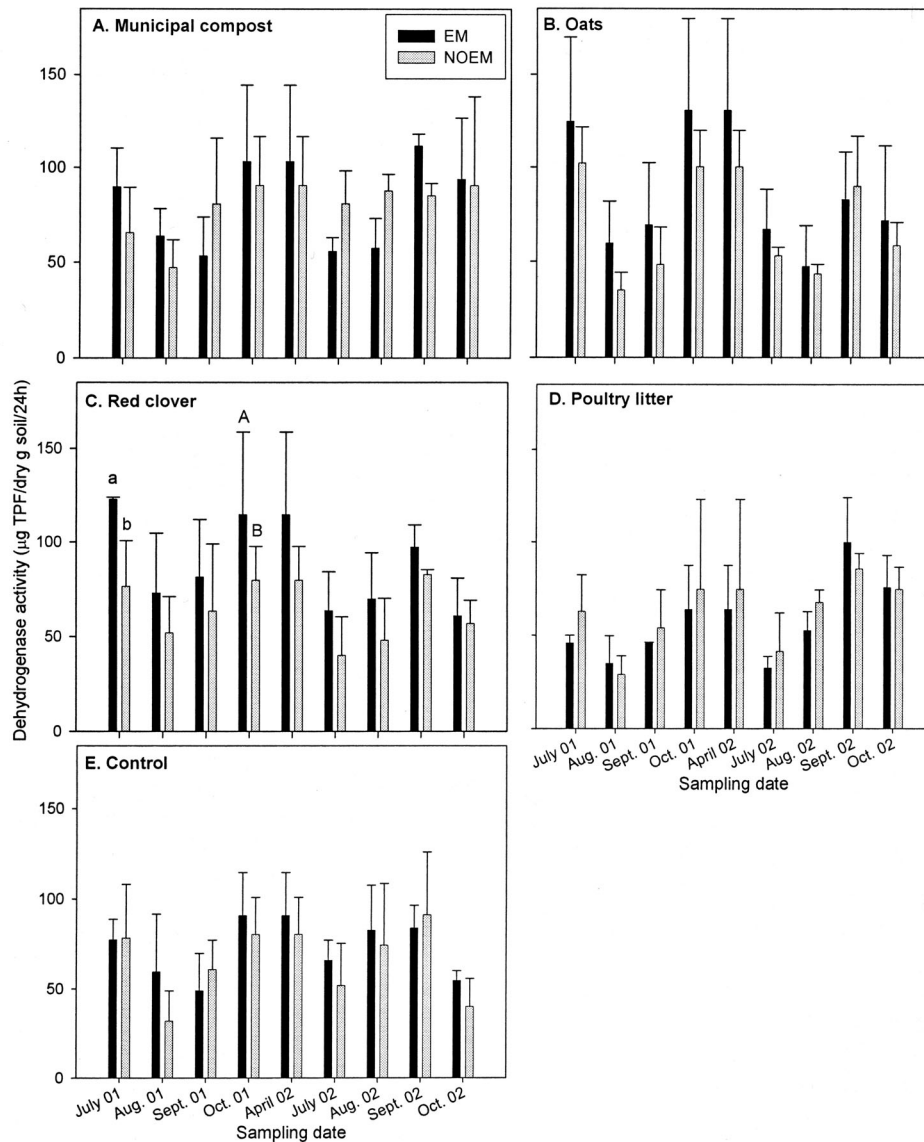 A. Municipal compost
EM
NOEM
150
100
50
0
B. Oats
C. Red clover
a
b
A
B
150
100
50
0
D. Poultry litter
July 01
Aug. 01
Sept. 01
Oct. 01
April 02
July 02
Aug. 02
Sept. 02
Oct. 02
Sampling date
Dehydrogenase activity (µg TPF/dry g soil/24h)
E. Control
150
100
50
0
July 01
Aug. 01
Sept. 01
Oct. 01
April 02
July 02
Aug. 02
Sept. 02
Oct. 02
Sampling date